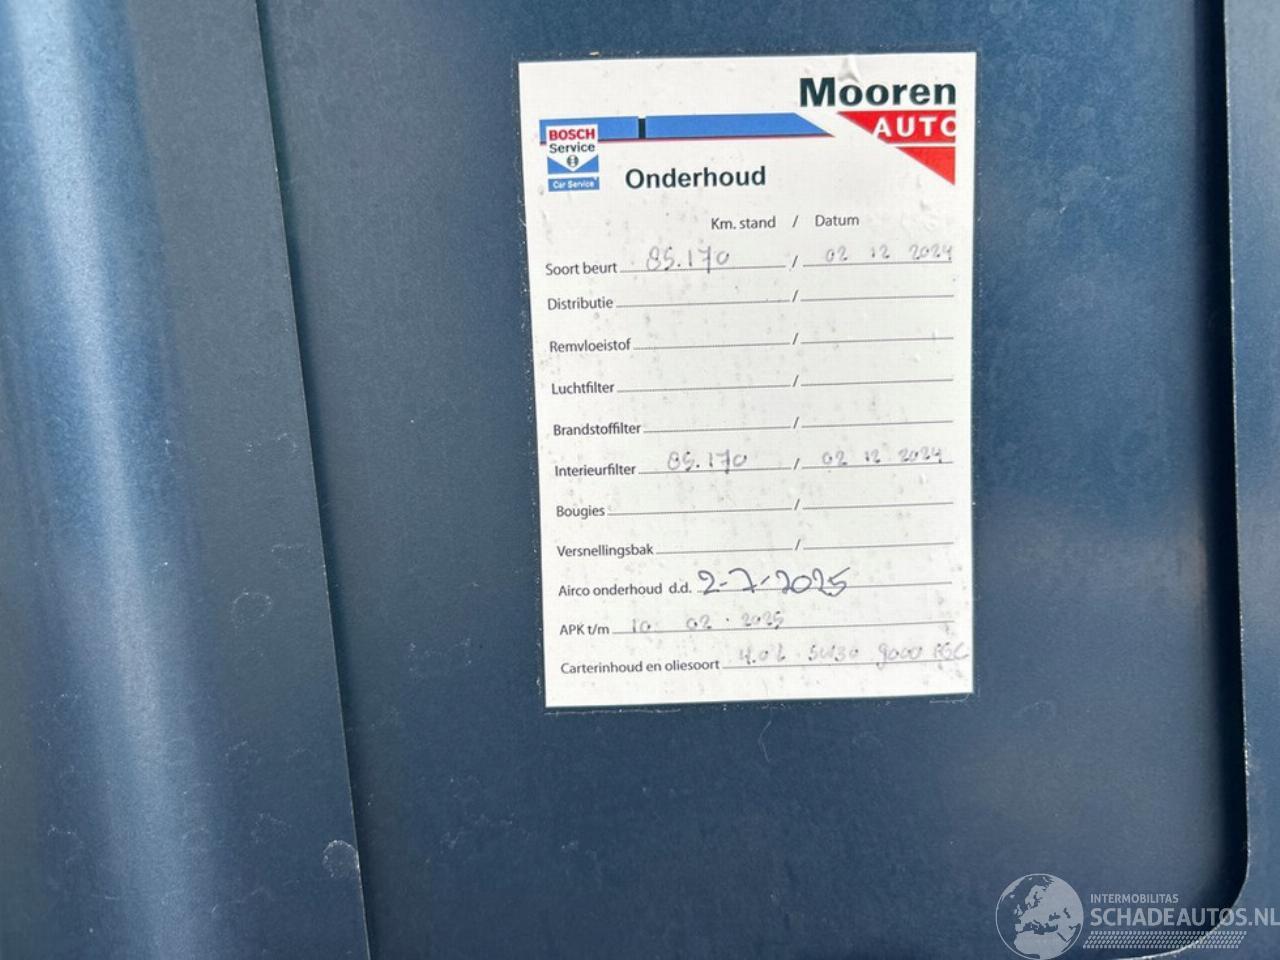 Mooren
AUTO
BOSCH
Service
Car Service
Onderhoud
Km. stand / Datum
Soort beurt 85.170 / 02 12 2024
Distributie /
Remvloeistof /
Luchtfilter /
Brandstoffilter /
Interieurfilter 85.170 / 02 12 2024
Bougies /
Versnellingsbak /
Airco onderhoud d.d. 2-7-2025
APK t/m 10 02 . 2025
Carterinhoud en oliesoort 5W30 9000
INTERMOBILITAS
SCHADEAUTOS.NL